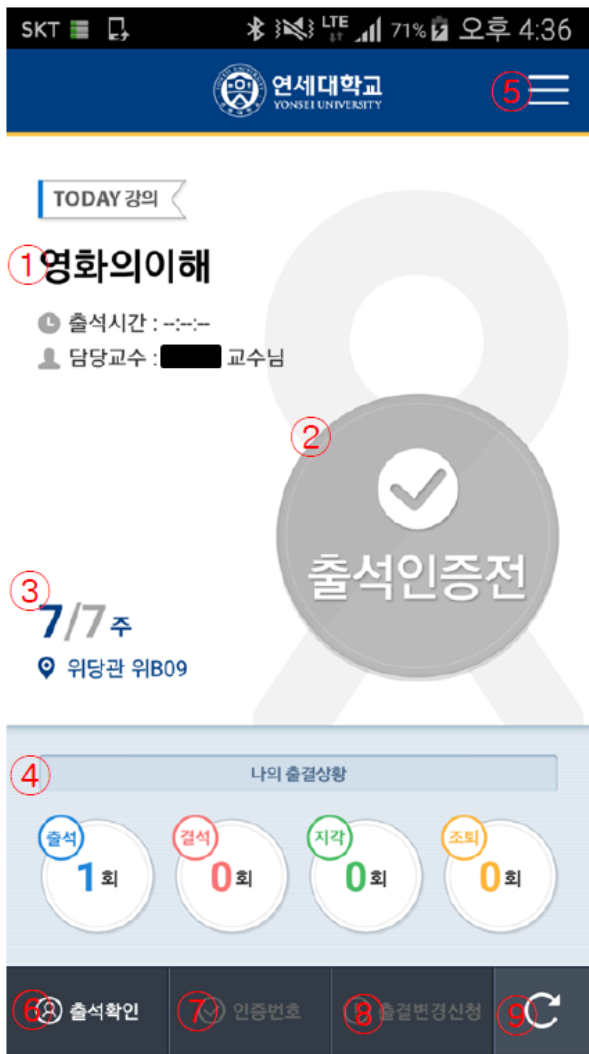 SKT LTE 71% 오후 4:36
연세대학교
YONSEI UNIVERSITY
⑤
TODAY 강의
① 영화의이해
출석시간 : --:--:--
담당교수 : 교수님
②
출석인증전
③
7/7 주
위당관 위B09
④ 나의 출결상황
출석 결석 지각 조퇴
1 회 0 회 0 회 0 회
⑥ 출석확인 ⑦ 인증번호 ⑧ 출결변경신청 ⑨